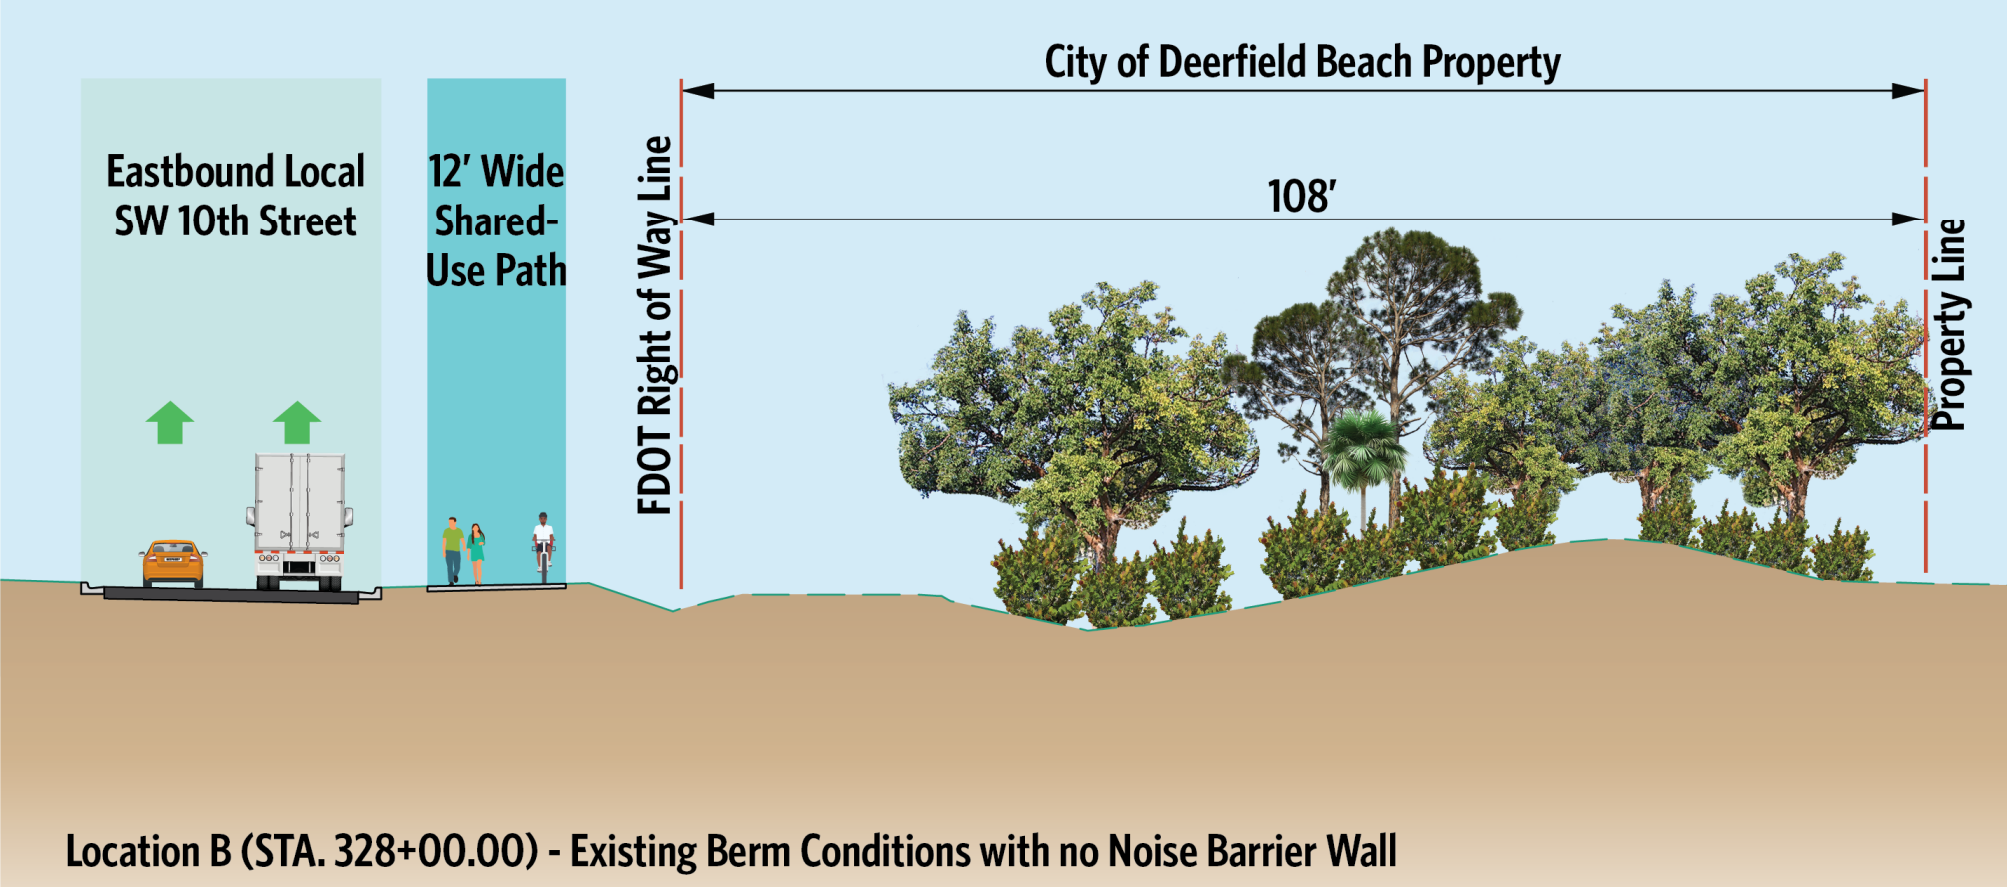 City of Deerfield Beach Property
Eastbound Local
SW 10th Street
12' Wide
Shared-
Use Path
FDOT Right of Way Line
108'
Property Line
Location B (STA. 328+00.00) - Existing Berm Conditions with no Noise Barrier Wall